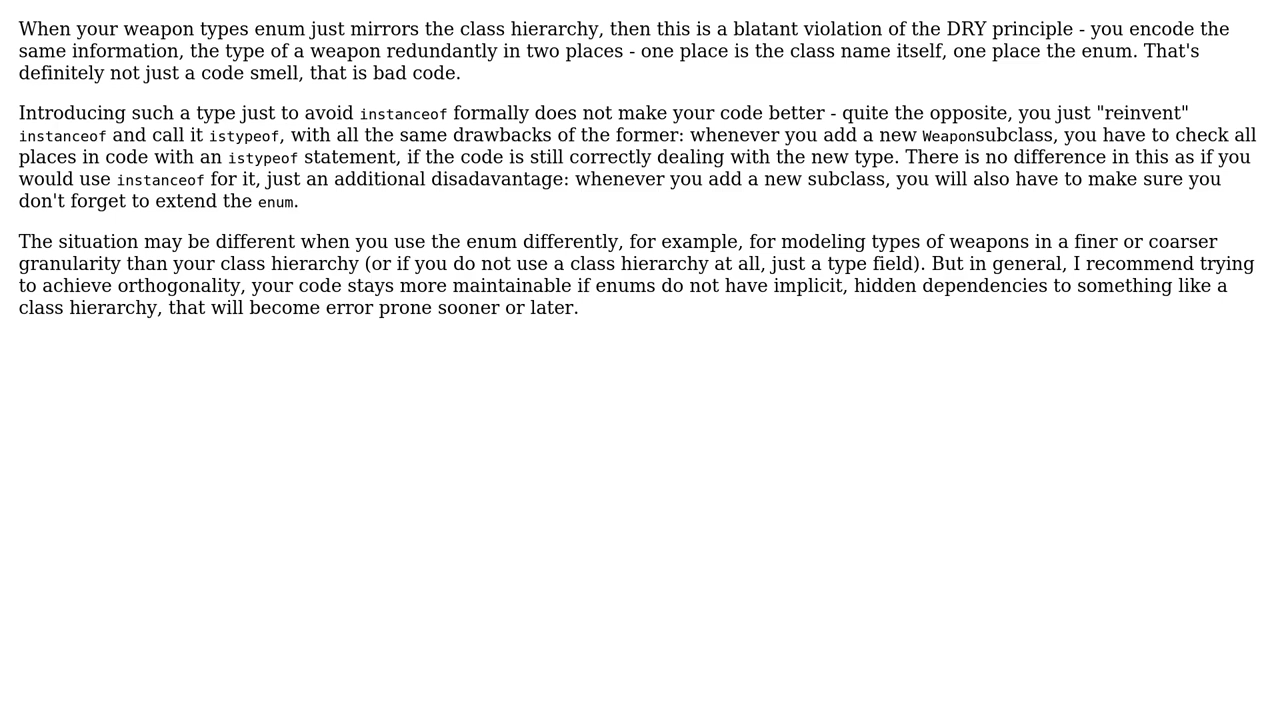 When your weapon types enum just mirrors the class hierarchy, then this is a blatant violation of the DRY principle - you encode the
same information, the type of a weapon redundantly in two places - one place is the class name itself, one place the enum. That's
definitely not just a code smell, that is bad code.
Introducing such a type just to avoid instanceof formally does not make your code better - quite the opposite, you just "reinvent"
instanceof and call it istypeof, with all the same drawbacks of the former: whenever you add a new Weaponsubclass, you have to check all
places in code with an istypeof statement, if the code is still correctly dealing with the new type. There is no difference in this as if you
would use instanceof for it, just an additional disadavantage: whenever you add a new subclass, you will also have to make sure you
don't forget to extend the enum.
The situation may be different when you use the enum differently, for example, for modeling types of weapons in a finer or coarser
granularity than your class hierarchy (or if you do not use a class hierarchy at all, just a type field). But in general, I recommend trying
to achieve orthogonality, your code stays more maintainable if enums do not have implicit, hidden dependencies to something like a
class hierarchy, that will become error prone sooner or later.